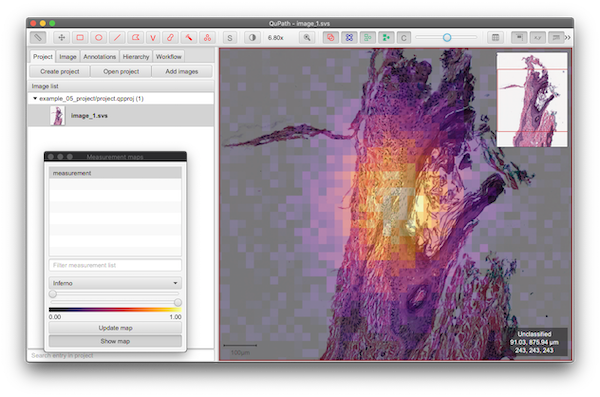 QuPath - image_1.svs
S
6.80x
C
>>
Project Image Annotations Hierarchy Workflow
Create project Open project Add images
Image list
example_05_project/project.qpproj (1)
image_1.svs
Measurement maps
measurement
Filter measurement list
Inferno
0.00 1.00
Update map
Show map
Search entry in project
100µm
Unclassified
91.03, 875.94 µm
243, 243, 243